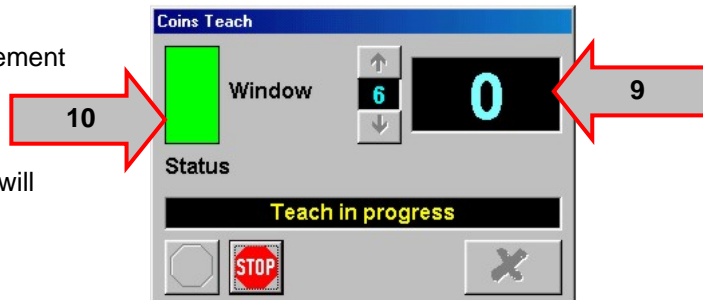 Coins Teach
ement
Window
6
0
9
10
Status
will
Teach in progress
STOP